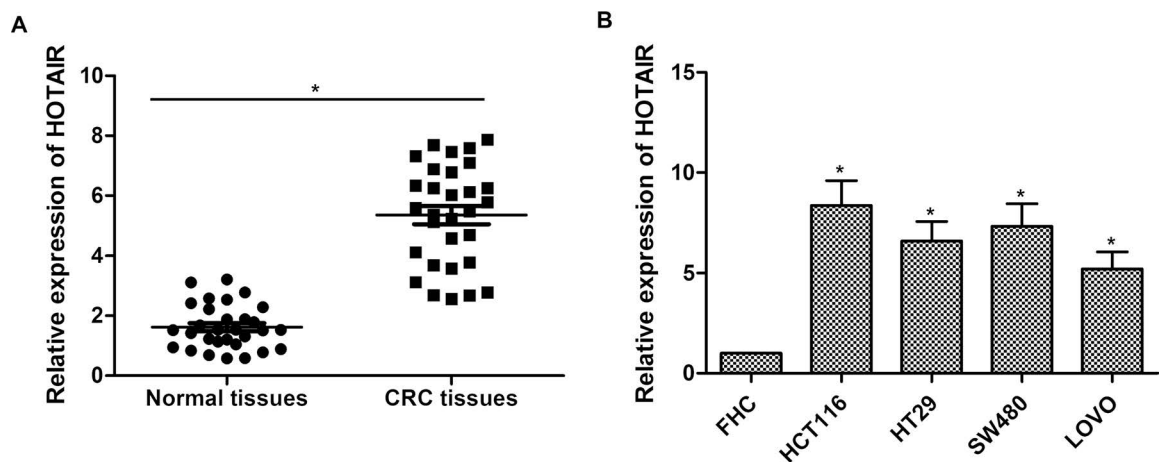 A
Relative expression of HOTAIR
10
8
6
4
2
0
*
Normal tissues
CRC tissues
B
Relative expression of HOTAIR
15
10
5
0
*
*
*
*
FHC
HCT116
HT29
SW480
LOVO